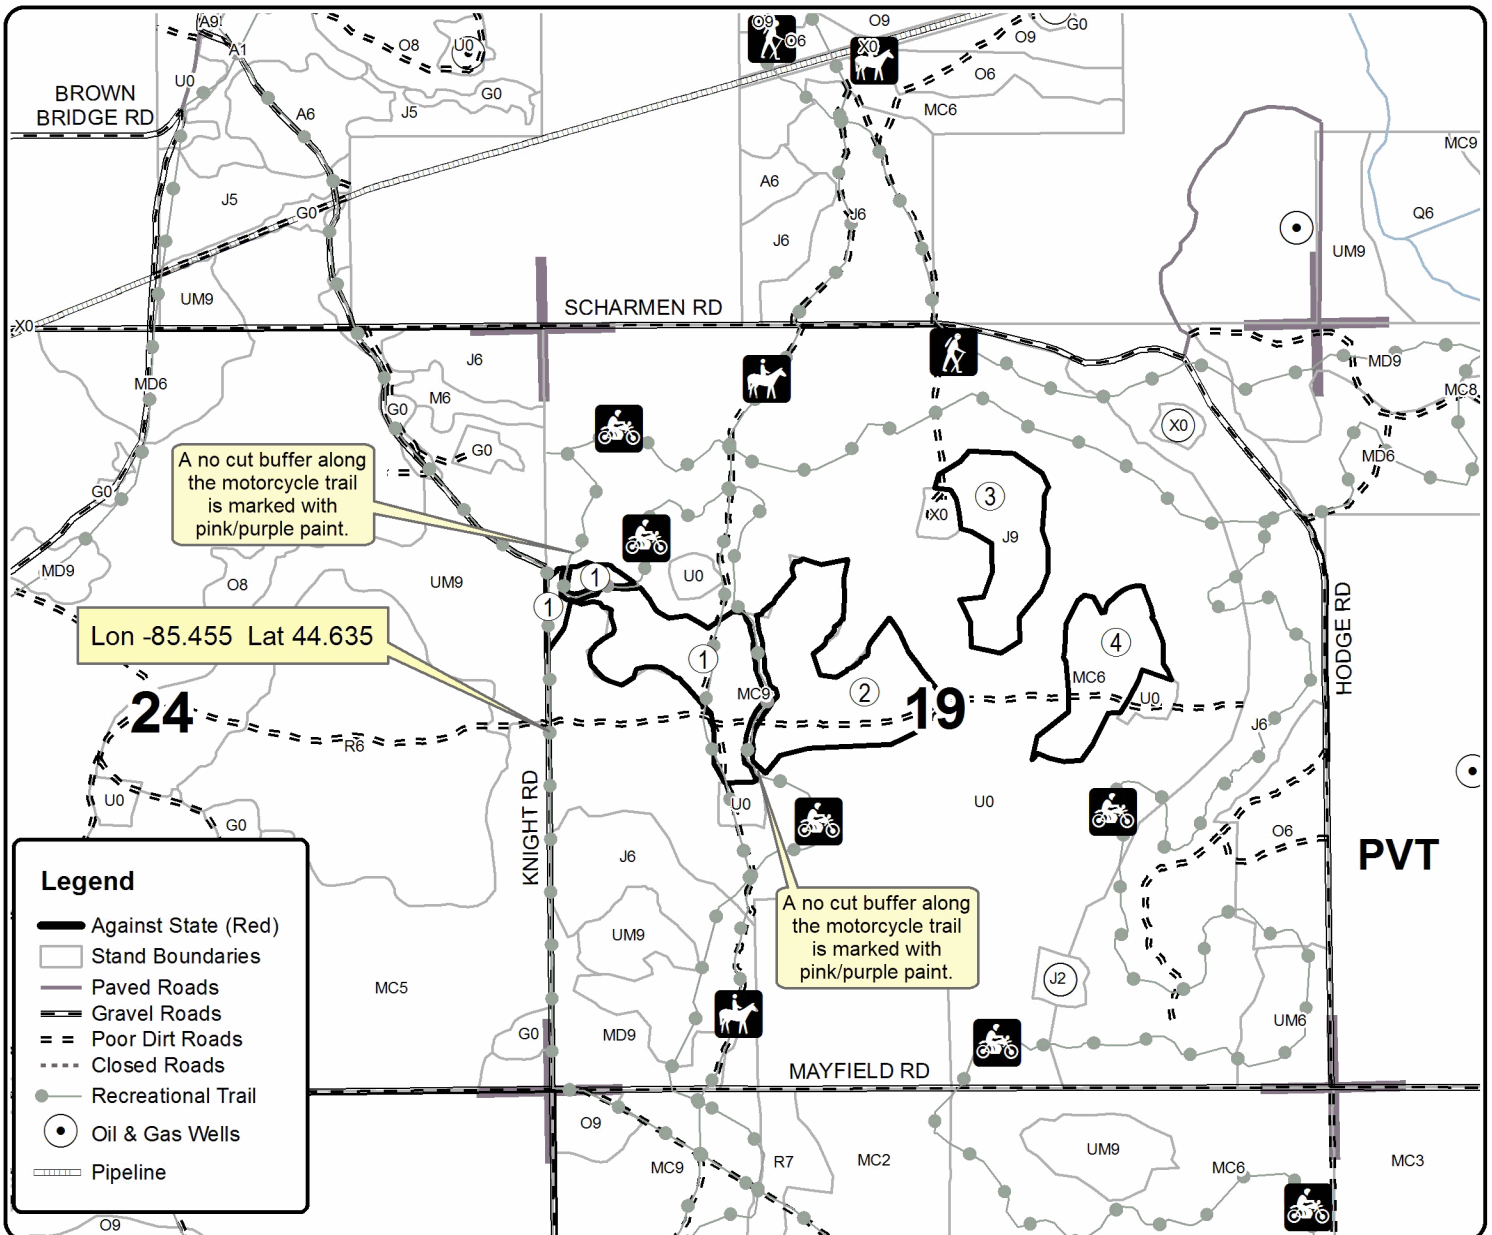 A9
A1
O8
U0
O9
O6
X0
O9
O9
G0
U0
BROWN
BRIDGE RD
A6
J5
G0
O6
MC6
MC9
J5
G0
A6
J6
J6
Q6
UM9
UM9
X0
SCHARMEN RD
J6
MD6
M6
G0
G0
MD9
MC8
X0
MD6
A no cut buffer along
the motorcycle trail
is marked with
pink/purple paint.
G0
3
X0
J9
MD9
O8
UM9
1
U0
1
HODGE RD
Lon -85.455 Lat 44.635
1
4
MC6
U0
MC9
2
19
24
R6
J6
U0
G0
KNIGHT RD
U0
U0
O6
PVT
J6
A no cut buffer along
the motorcycle trail
is marked with
pink/purple paint.
UM9
J2
MC5
G0
MD9
UM6
MAYFIELD RD
Legend
Against State (Red)
Stand Boundaries
Paved Roads
Gravel Roads
Poor Dirt Roads
Closed Roads
Recreational Trail
Oil & Gas Wells
Pipeline
O9
MC9
R7
MC2
UM9
MC6
MC3
O9